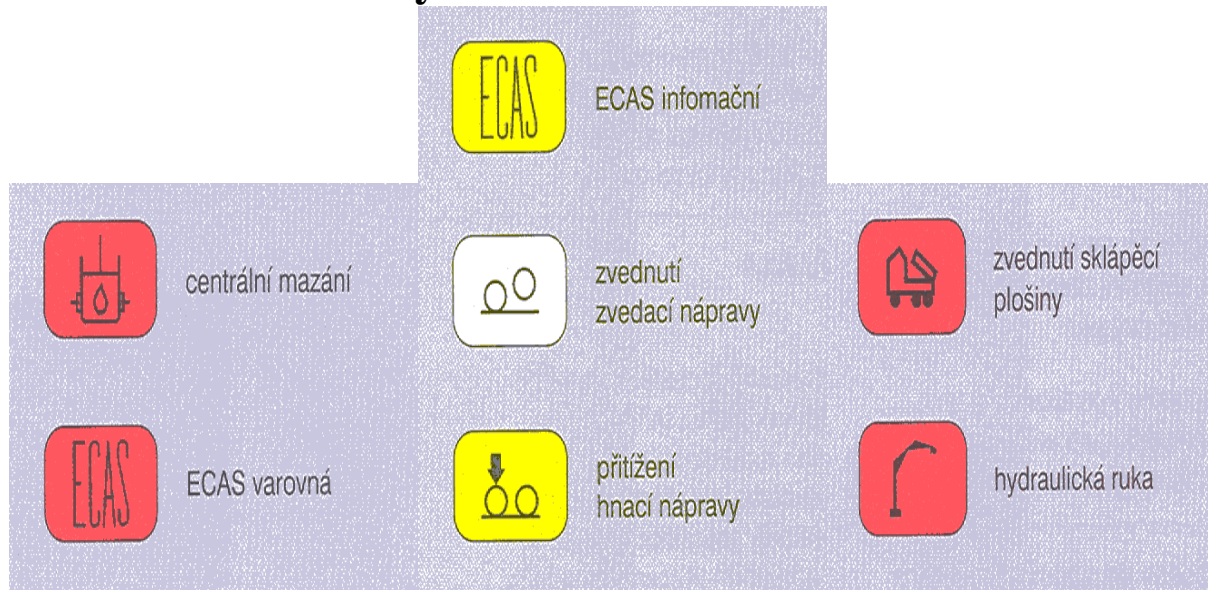 centrální mazání
ECAS
ECAS varovná
ECAS
ECAS infomační
zvednutí
zvedací nápravy
přitížení
hnací nápravy
zvednutí sklápěcí
plošiny
hydraulická ruka